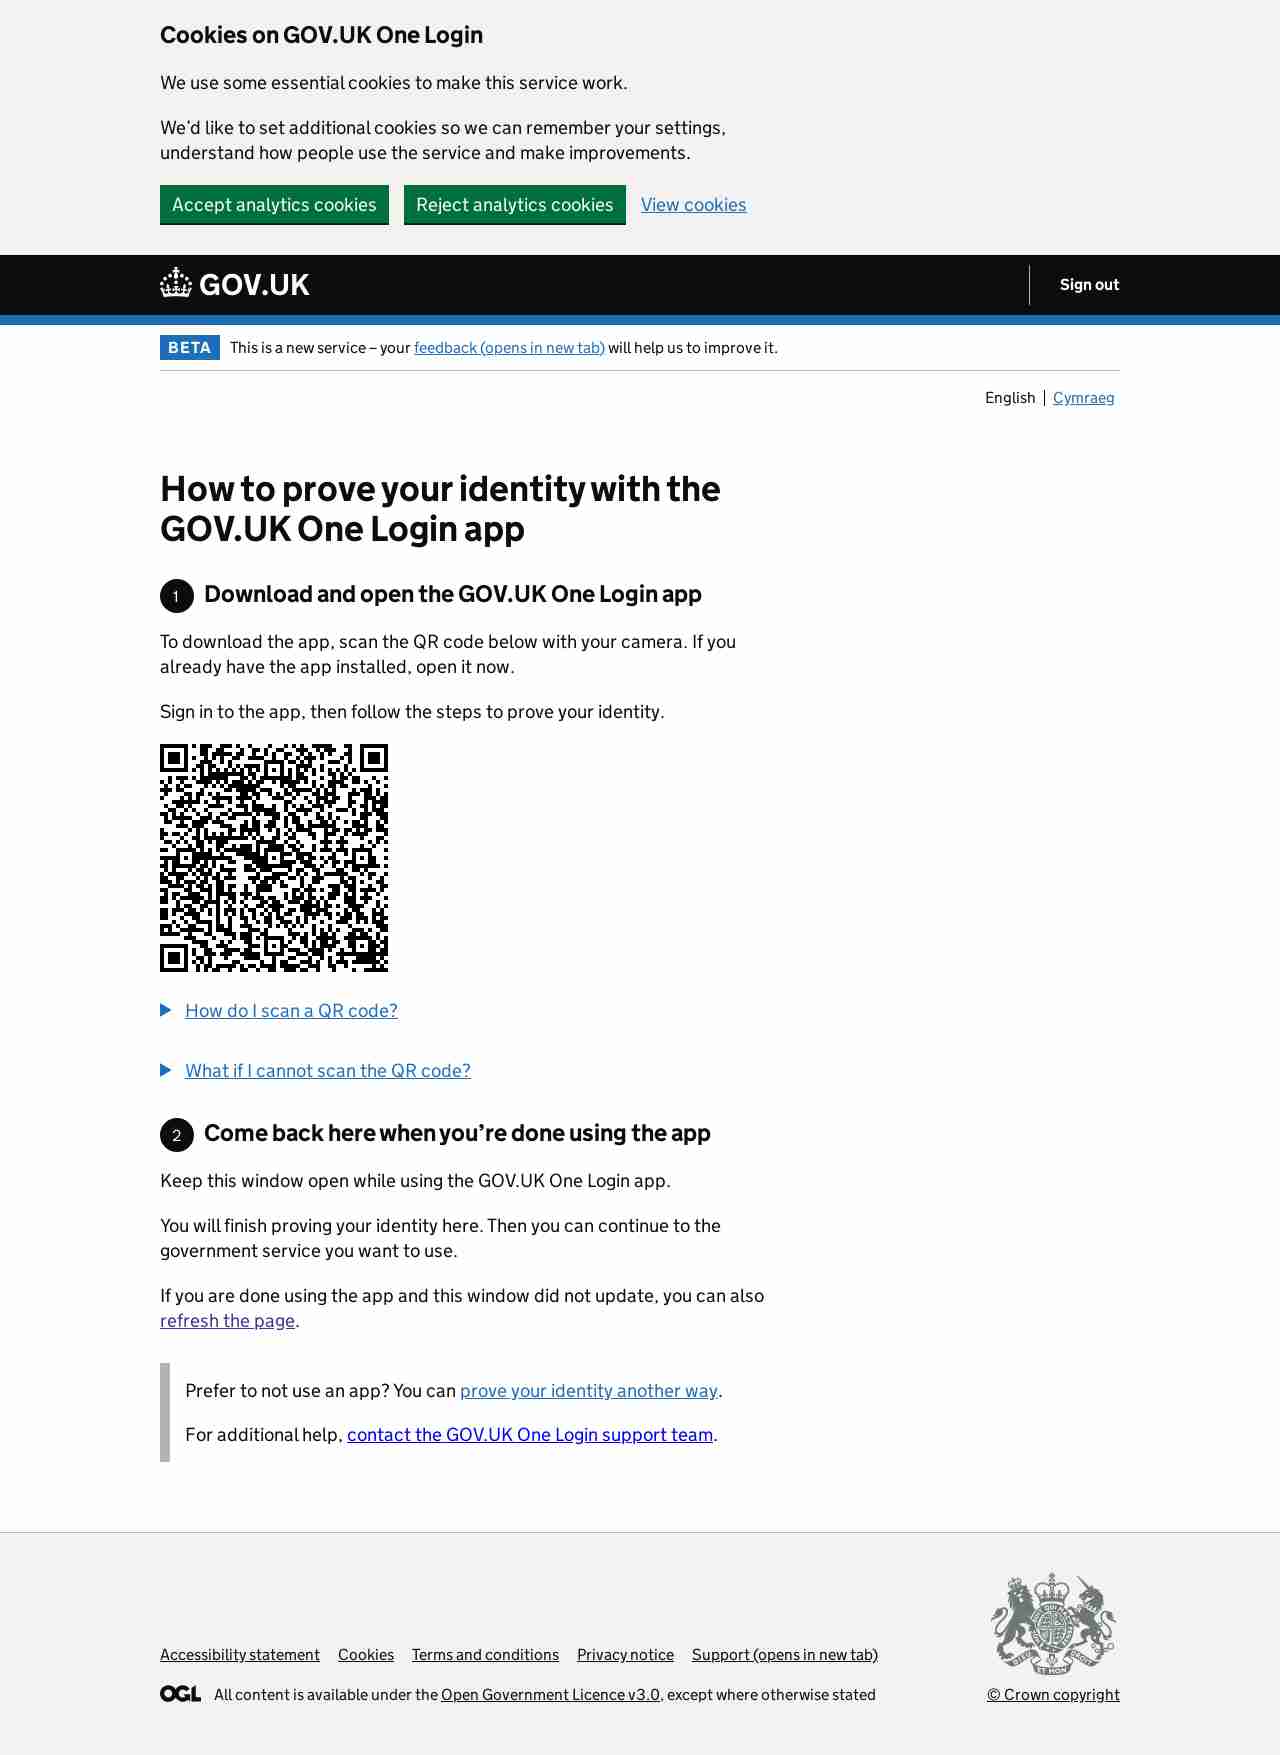 Cookies on GOV.UK One Login
We use some essential cookies to make this service work.
We’d like to set additional cookies so we can remember your settings,
understand how people use the service and make improvements.
Accept analytics cookies Reject analytics cookies View cookies
GOV.UK Sign out
BETA This is a new service – your feedback (opens in new tab) will help us to improve it.
English Cymraeg
How to prove your identity with the
GOV.UK One Login app
1 Download and open the GOV.UK One Login app
To download the app, scan the QR code below with your camera. If you
already have the app installed, open it now.
Sign in to the app, then follow the steps to prove your identity.
How do I scan a QR code?
What if I cannot scan the QR code?
2 Come back here when you’re done using the app
Keep this window open while using the GOV.UK One Login app.
You will finish proving your identity here. Then you can continue to the
government service you want to use.
If you are done using the app and this window did not update, you can also
refresh the page.
Prefer to not use an app? You can prove your identity another way.
For additional help, contact the GOV.UK One Login support team.
Accessibility statement Cookies Terms and conditions Privacy notice Support (opens in new tab)
OGL All content is available under the Open Government Licence v3.0, except where otherwise stated
© Crown copyright